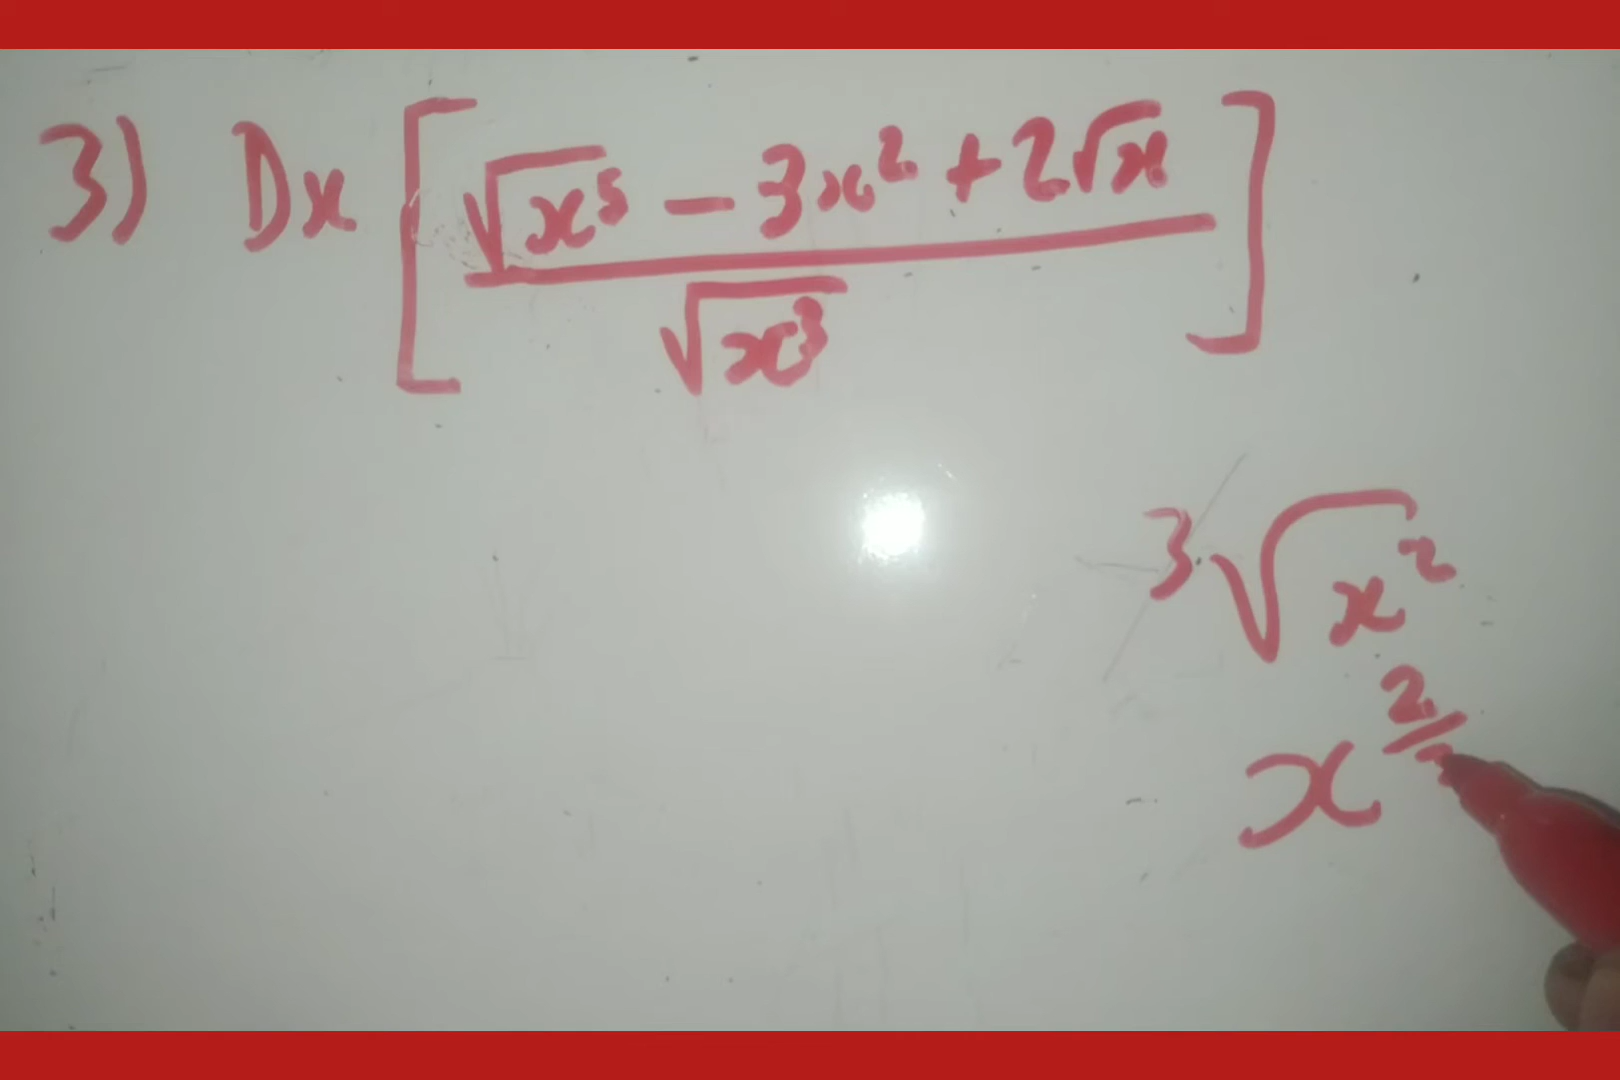 3) Dx [ (√x⁵ - 3x² + 2√x) / √x³ ]
³√x²
x^2/